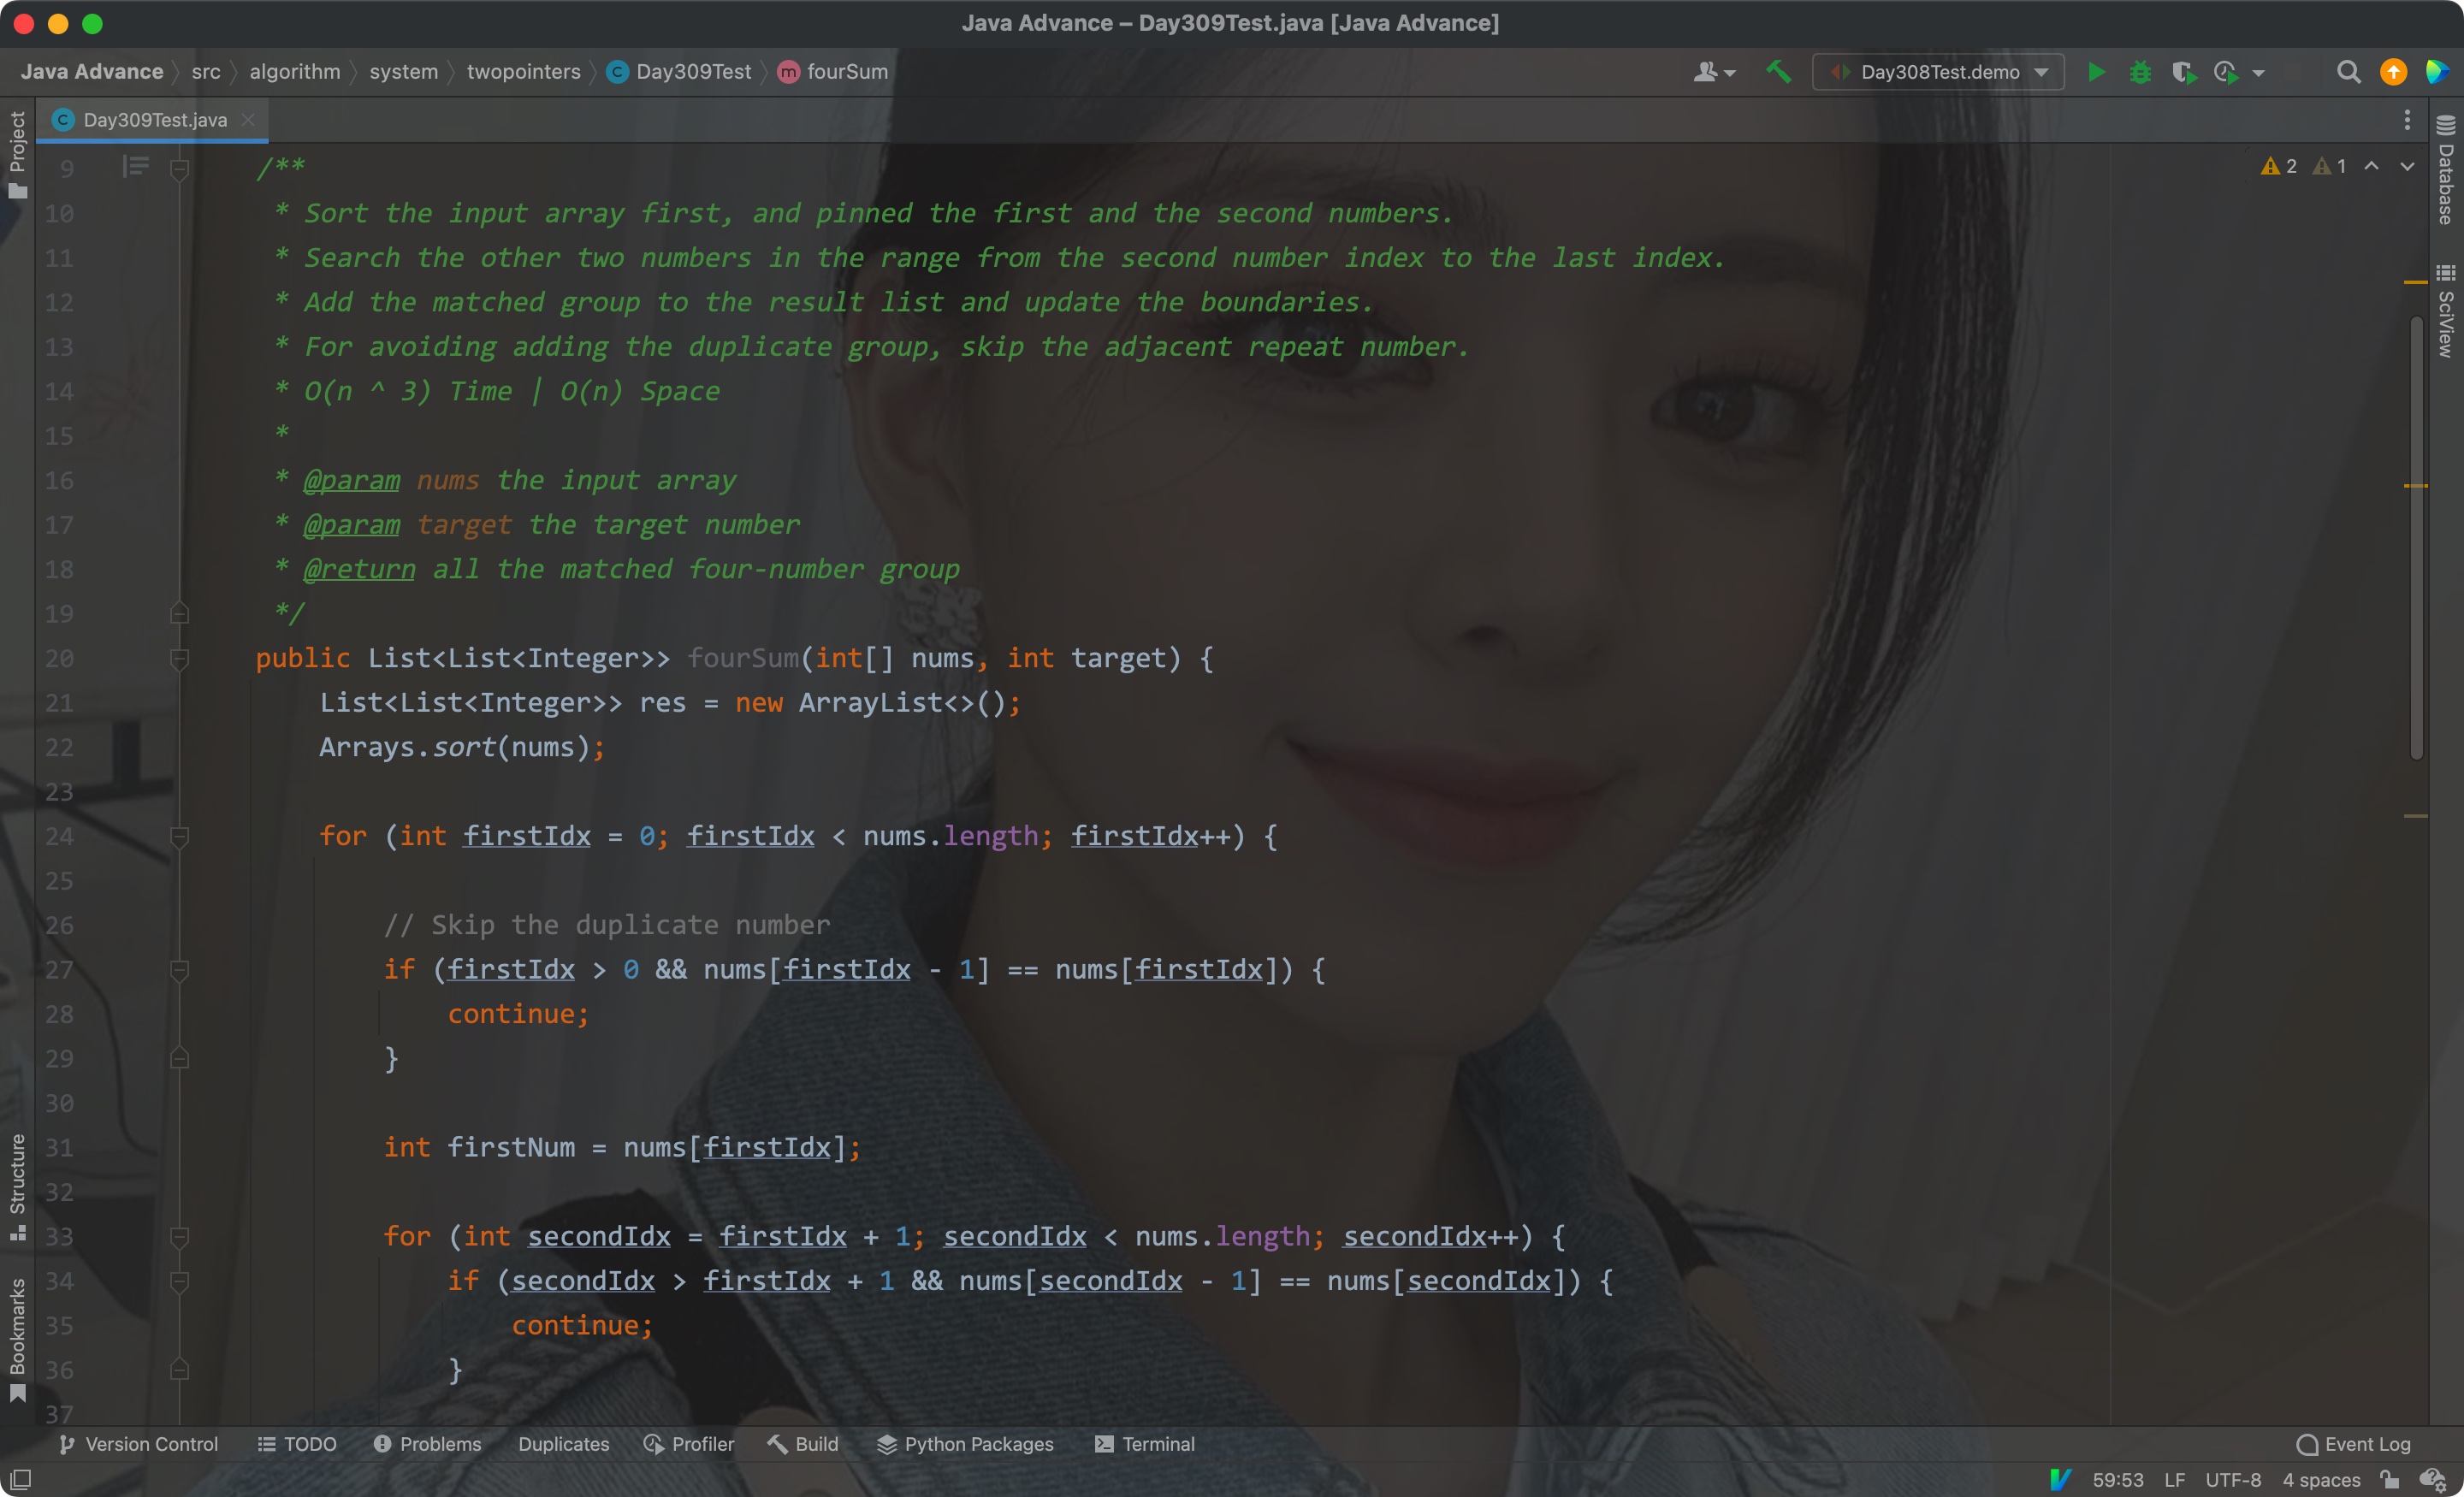 Java Advance – Day309Test.java [Java Advance]
Java Advance src algorithm system twopointers Day309Test fourSum Day308Test.demo
Day309Test.java
2 1
Project
Structure
Bookmarks
Database
SciView
9 /**
10 * Sort the input array first, and pinned the first and the second numbers.
11 * Search the other two numbers in the range from the second number index to the last index.
12 * Add the matched group to the result list and update the boundaries.
13 * For avoiding adding the duplicate group, skip the adjacent repeat number.
14 * O(n ^ 3) Time | O(n) Space
15 *
16 * @param nums the input array
17 * @param target the target number
18 * @return all the matched four-number group
19 */
20 public List<List<Integer>> fourSum(int[] nums, int target) {
21 List<List<Integer>> res = new ArrayList<>();
22 Arrays.sort(nums);
23
24 for (int firstIdx = 0; firstIdx < nums.length; firstIdx++) {
25
26 // Skip the duplicate number
27 if (firstIdx > 0 && nums[firstIdx - 1] == nums[firstIdx]) {
28 continue;
29 }
30
31 int firstNum = nums[firstIdx];
32
33 for (int secondIdx = firstIdx + 1; secondIdx < nums.length; secondIdx++) {
34 if (secondIdx > firstIdx + 1 && nums[secondIdx - 1] == nums[secondIdx]) {
35 continue;
36 }
37
Version Control TODO Problems Duplicates Profiler Build Python Packages Terminal Event Log
59:53 LF UTF-8 4 spaces